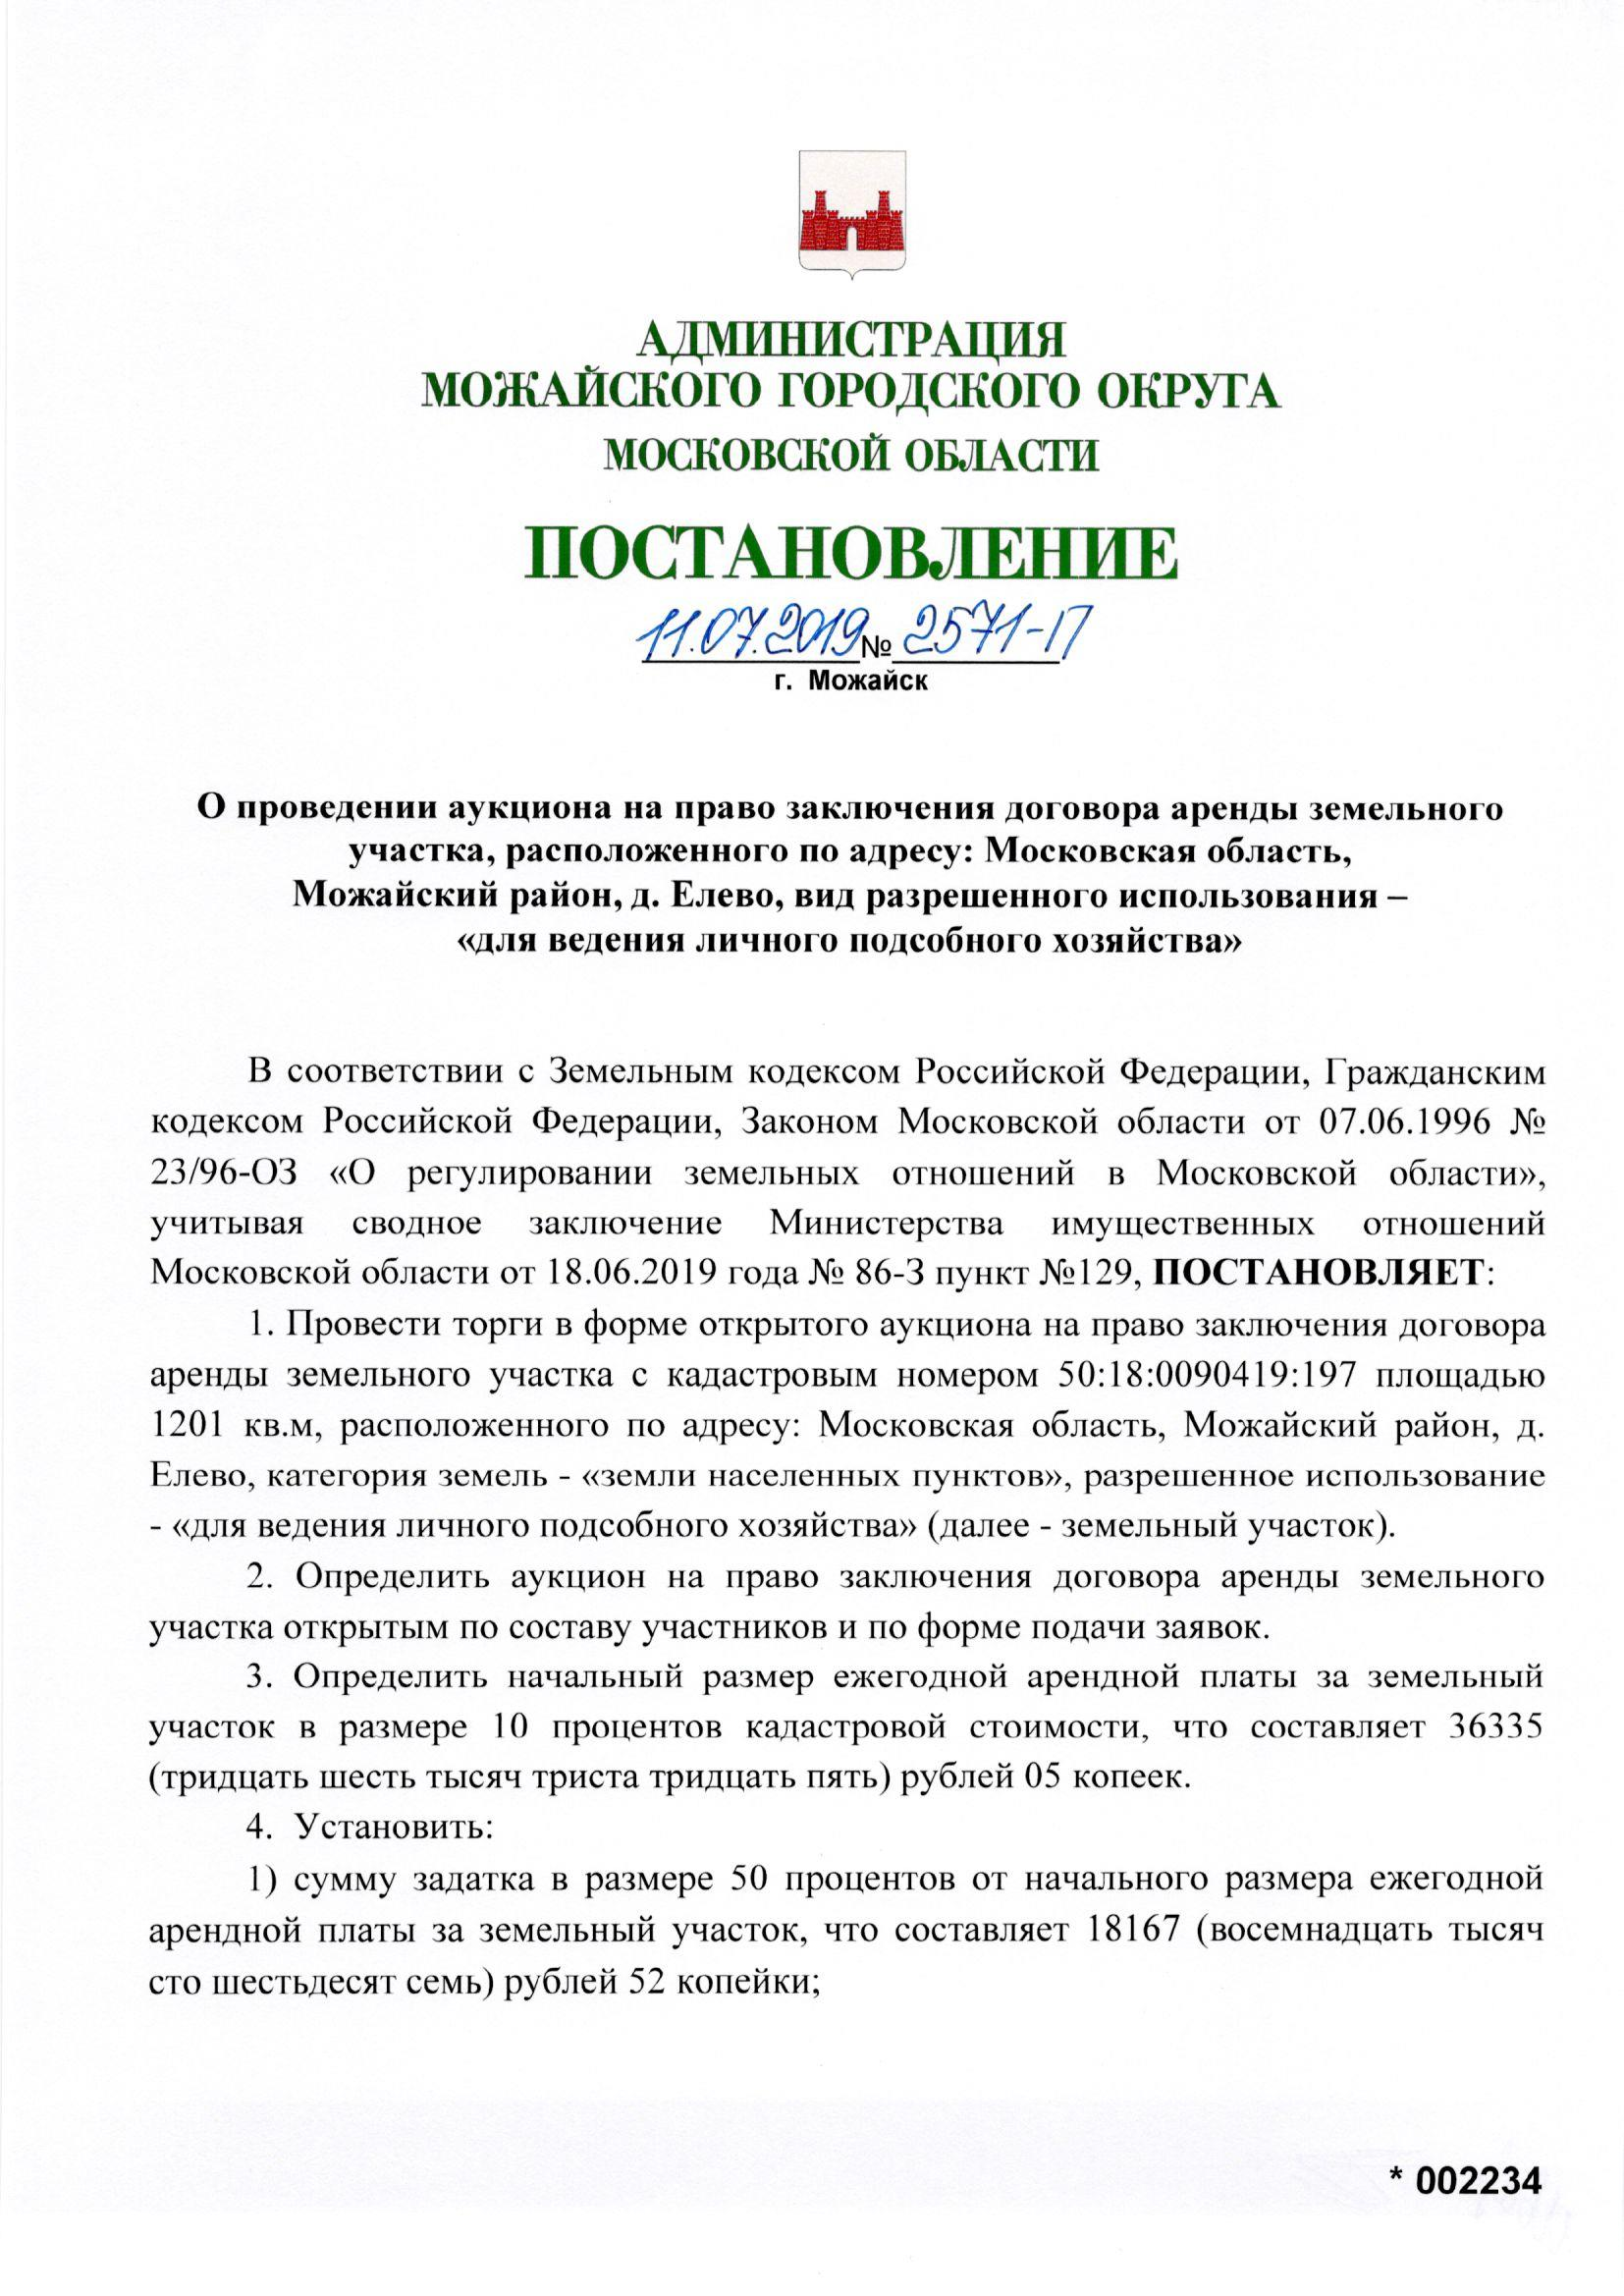 АДМИНИСТРАЦИЯ
МОЖАЙСКОГО ГОРОДСКОГО ОКРУГА
МОСКОВСКОЙ ОБЛАСТИ
ПОСТАНОВЛЕНИЕ
11.07.2019 № 2571-П
г. Можайск
О проведении аукциона на право заключения договора аренды земельного
участка, расположенного по адресу: Московская область,
Можайский район, д. Елево, вид разрешенного использования –
«для ведения личного подсобного хозяйства»
В соответствии с Земельным кодексом Российской Федерации, Гражданским
кодексом Российской Федерации, Законом Московской области от 07.06.1996 №
23/96-ОЗ «О регулировании земельных отношений в Московской области»,
учитывая сводное заключение Министерства имущественных отношений
Московской области от 18.06.2019 года № 86-З пункт №129, ПОСТАНОВЛЯЕТ:
1. Провести торги в форме открытого аукциона на право заключения договора
аренды земельного участка с кадастровым номером 50:18:0090419:197 площадью
1201 кв.м, расположенного по адресу: Московская область, Можайский район, д.
Елево, категория земель - «земли населенных пунктов», разрешенное использование
- «для ведения личного подсобного хозяйства» (далее - земельный участок).
2. Определить аукцион на право заключения договора аренды земельного
участка открытым по составу участников и по форме подачи заявок.
3. Определить начальный размер ежегодной арендной платы за земельный
участок в размере 10 процентов кадастровой стоимости, что составляет 36335
(тридцать шесть тысяч триста тридцать пять) рублей 05 копеек.
4. Установить:
1) сумму задатка в размере 50 процентов от начального размера ежегодной
арендной платы за земельный участок, что составляет 18167 (восемнадцать тысяч
сто шестьдесят семь) рублей 52 копейки;
* 002234